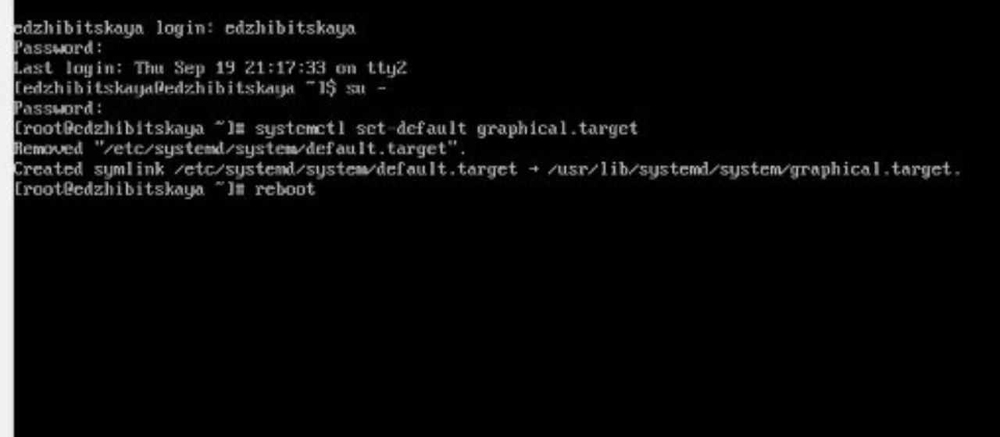 edzhibitskaya login: edzhibitskaya
Password:
Last login: Thu Sep 19 21:17:33 on tty2
[edzhibitskaya@edzhibitskaya ~]$ su -
Password:
[root@edzhibitskaya ~]# systemctl set-default graphical.target
Removed "/etc/systemd/system/default.target".
Created symlink /etc/systemd/system/default.target → /usr/lib/systemd/system/graphical.target.
[root@edzhibitskaya ~]# reboot